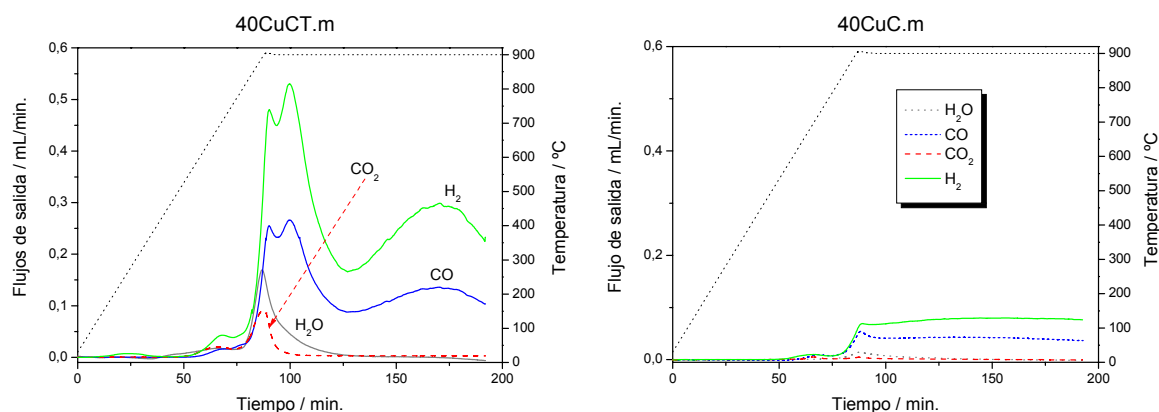 40CuCT.m
0,6
0,5
0,4
0,3
0,2
0,1
0,0
Flujos de salida / mL/min.
CO₂
H₂
CO
H₂O
900
800
700
600
500
400
300
200
100
0
Temperatura / ºC
0
50
100
150
200
Tiempo / min.
40CuC.m
0,6
0,4
0,2
0,0
Flujo de salida / mL/min.
H₂O
CO
CO₂
H₂
900
800
700
600
500
400
300
200
100
0
Temperatura / ºC
0
50
100
150
200
Tiempo / min.